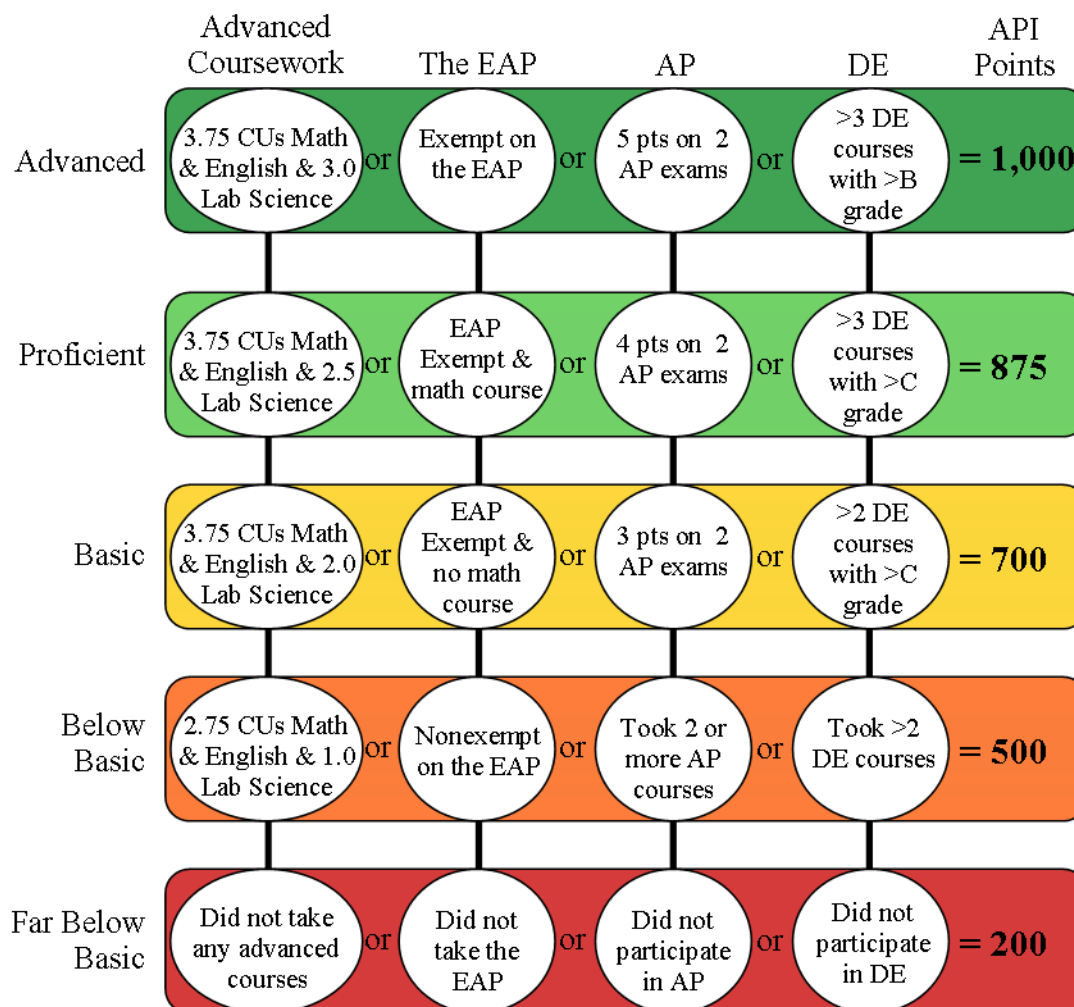 Advanced
Coursework
The EAP
AP
DE
API
Points
Advanced
3.75 CUs Math
& English & 3.0
Lab Science
or
Exempt on
the EAP
or
5 pts on 2
AP exams
or
>3 DE
courses
with >B
grade
= 1,000
Proficient
3.75 CUs Math
& English & 2.5
Lab Science
or
EAP
Exempt &
math course
or
4 pts on 2
AP exams
or
>3 DE
courses
with >C
grade
= 875
Basic
3.75 CUs Math
& English & 2.0
Lab Science
or
EAP
Exempt &
no math
course
or
3 pts on 2
AP exams
or
>2 DE
courses
with >C
grade
= 700
Below
Basic
2.75 CUs Math
& English & 1.0
Lab Science
or
Nonexempt
on the EAP
or
Took 2 or
more AP
courses
or
Took >2
DE courses
= 500
Far Below
Basic
Did not take
any advanced
courses
or
Did not
take the
EAP
or
Did not
participate
in AP
or
Did not
participate
in DE
= 200